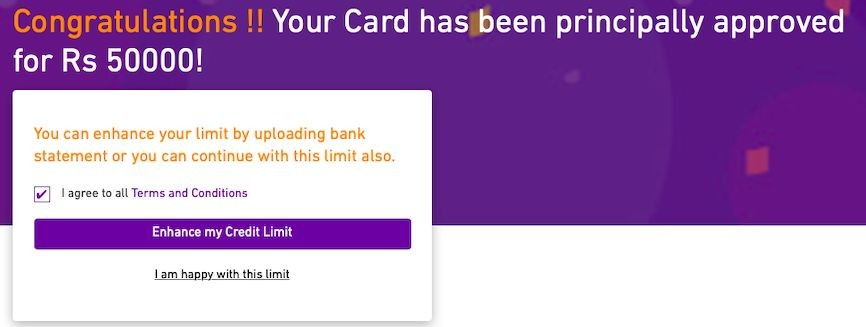 Congratulations !! Your Card has been principally approved
for Rs 50000!
You can enhance your limit by uploading bank
statement or you can continue with this limit also.
I agree to all Terms and Conditions
Enhance my Credit Limit
I am happy with this limit